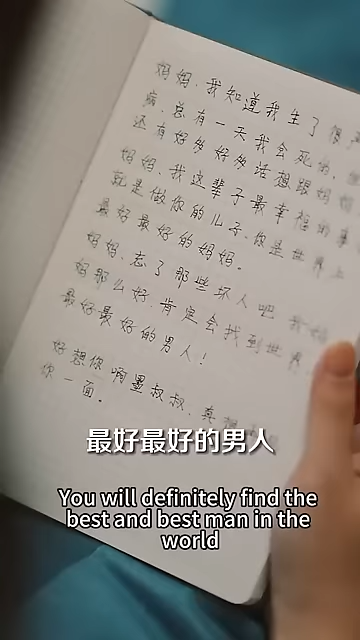 妈妈，我知道我生了很
病，总有一天我会死的，
还有好多好多话想跟妈妈
妈妈，我这辈子最幸福的事
就是做你的儿子，你是世界上
最好最好的妈妈。
妈妈，忘了那些坏人吧，我妈
好那么好，肯定会找到世界
最好最好的男人！
好想你啊墨叔叔，真想
你一面。
最好最好的男人
You will definitely find the
best and best man in the
world